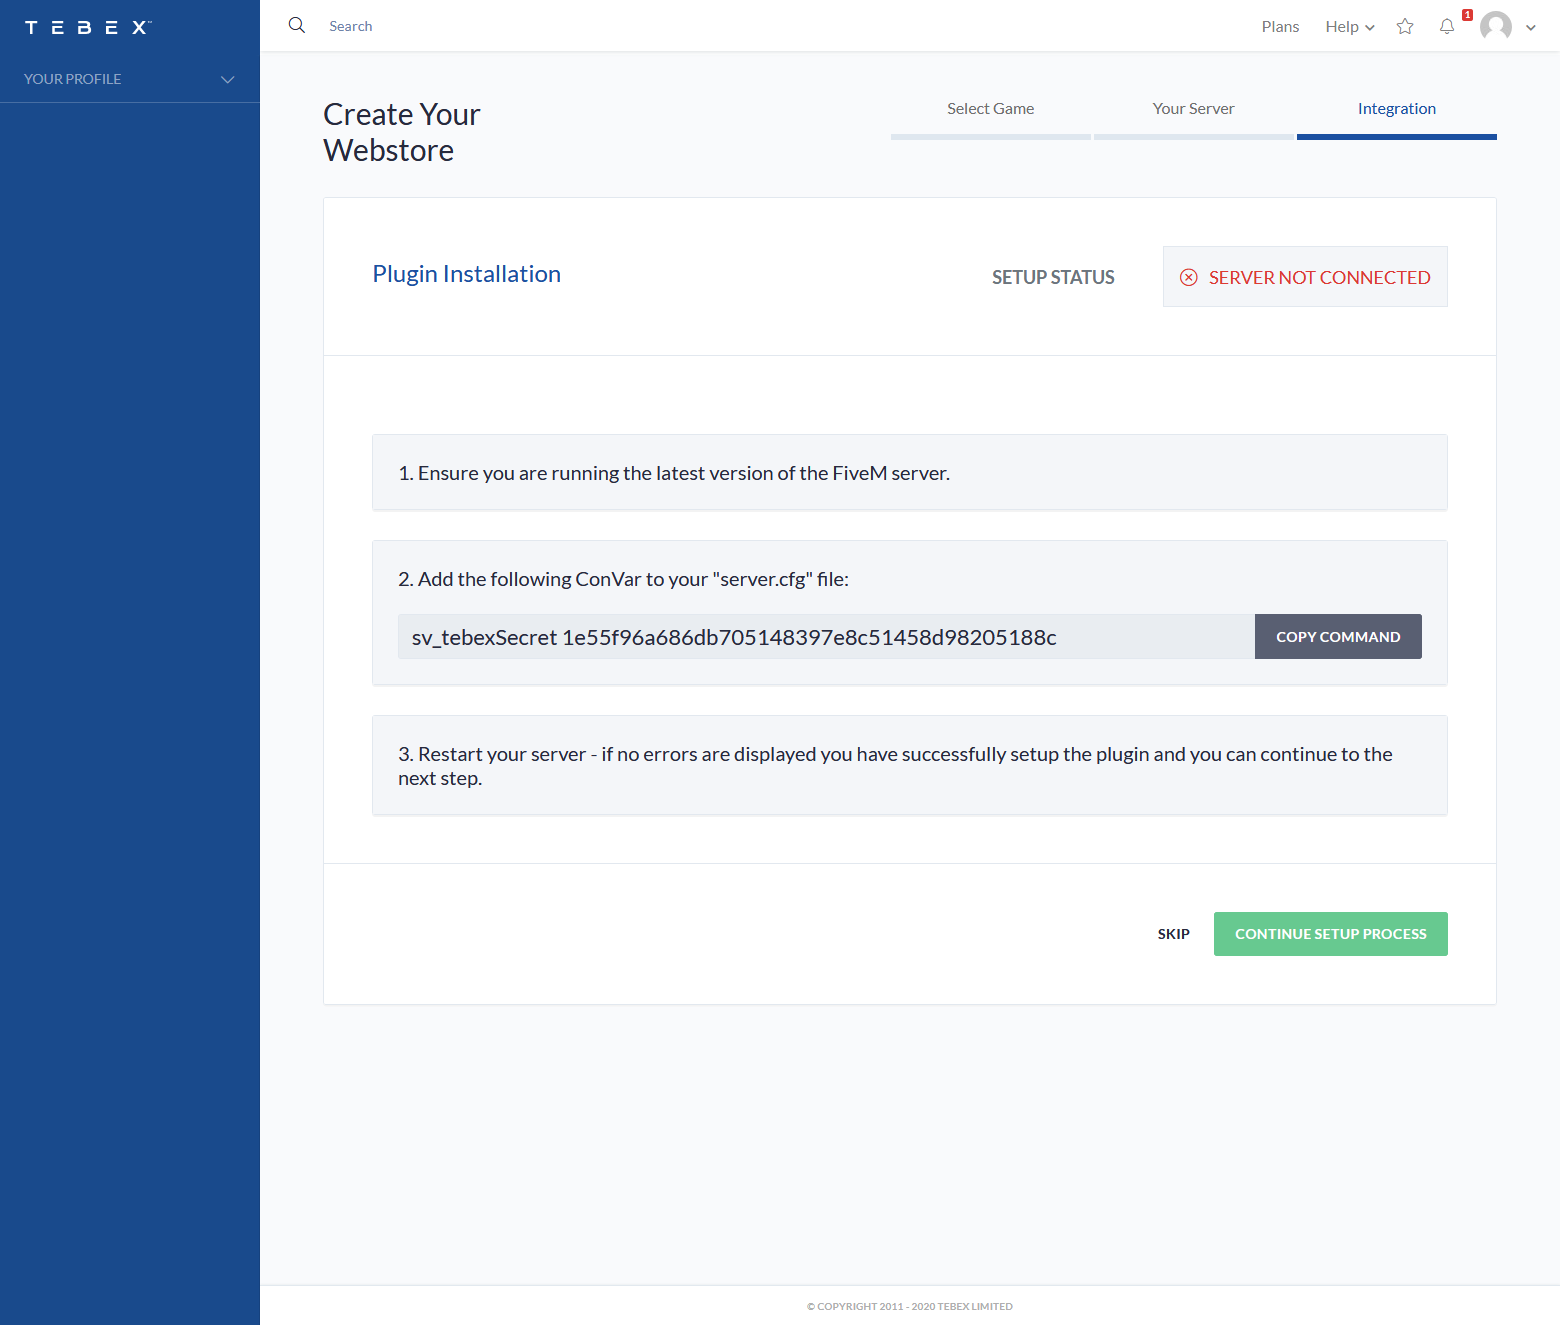 TEBEX™
Search
Plans
Help
1
YOUR PROFILE
Create Your
Webstore
Select Game
Your Server
Integration
Plugin Installation
SETUP STATUS
SERVER NOT CONNECTED
1. Ensure you are running the latest version of the FiveM server.
2. Add the following ConVar to your "server.cfg" file:
sv_tebexSecret 1e55f96a686db705148397e8c51458d98205188c
COPY COMMAND
3. Restart your server - if no errors are displayed you have successfully setup the plugin and you can continue to the
next step.
SKIP
CONTINUE SETUP PROCESS
© COPYRIGHT 2011 - 2020 TEBEX LIMITED